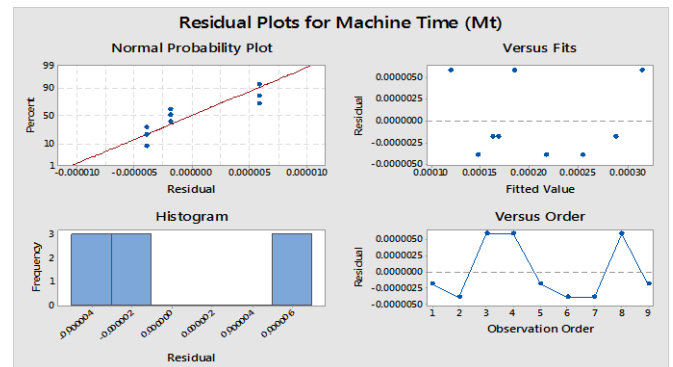 Residual Plots for Machine Time (Mt)
Normal Probability Plot
99
90
50
10
1
Percent
-0.000010 -0.000005 0.000000 0.000005 0.000010
Residual
Versus Fits
0.0000050
0.0000025
0.0000000
-0.0000025
-0.0000050
Residual
0.00010 0.00015 0.00020 0.00025 0.00030
Fitted Value
Histogram
3
2
1
0
Frequency
-0.000004 -0.000002 0.000000 0.000002 0.000004 0.000006
Residual
Versus Order
0.0000050
0.0000025
0.0000000
-0.0000025
-0.0000050
Residual
1 2 3 4 5 6 7 8 9
Observation Order